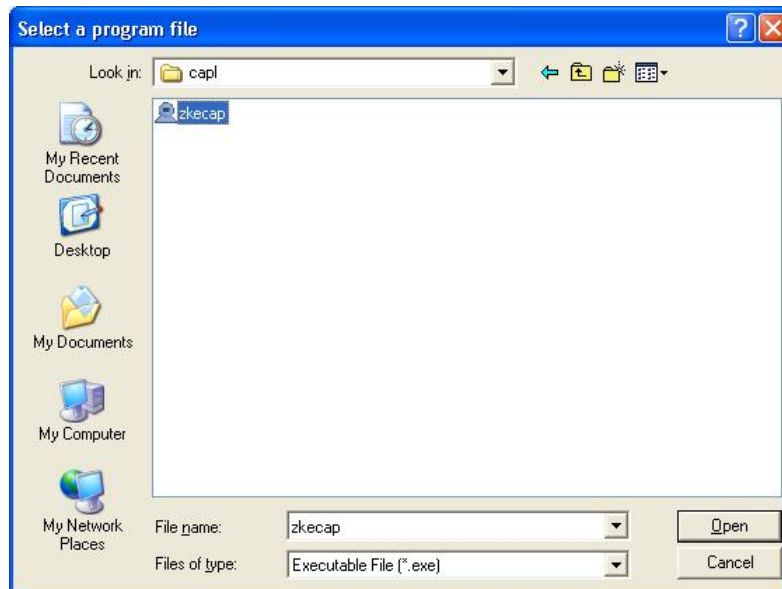 Select a program file
Look in: capl
zkecap
My Recent
Documents
Desktop
My Documents
My Computer
My Network
Places
File name: zkecap Open
Files of type: Executable File (*.exe) Cancel